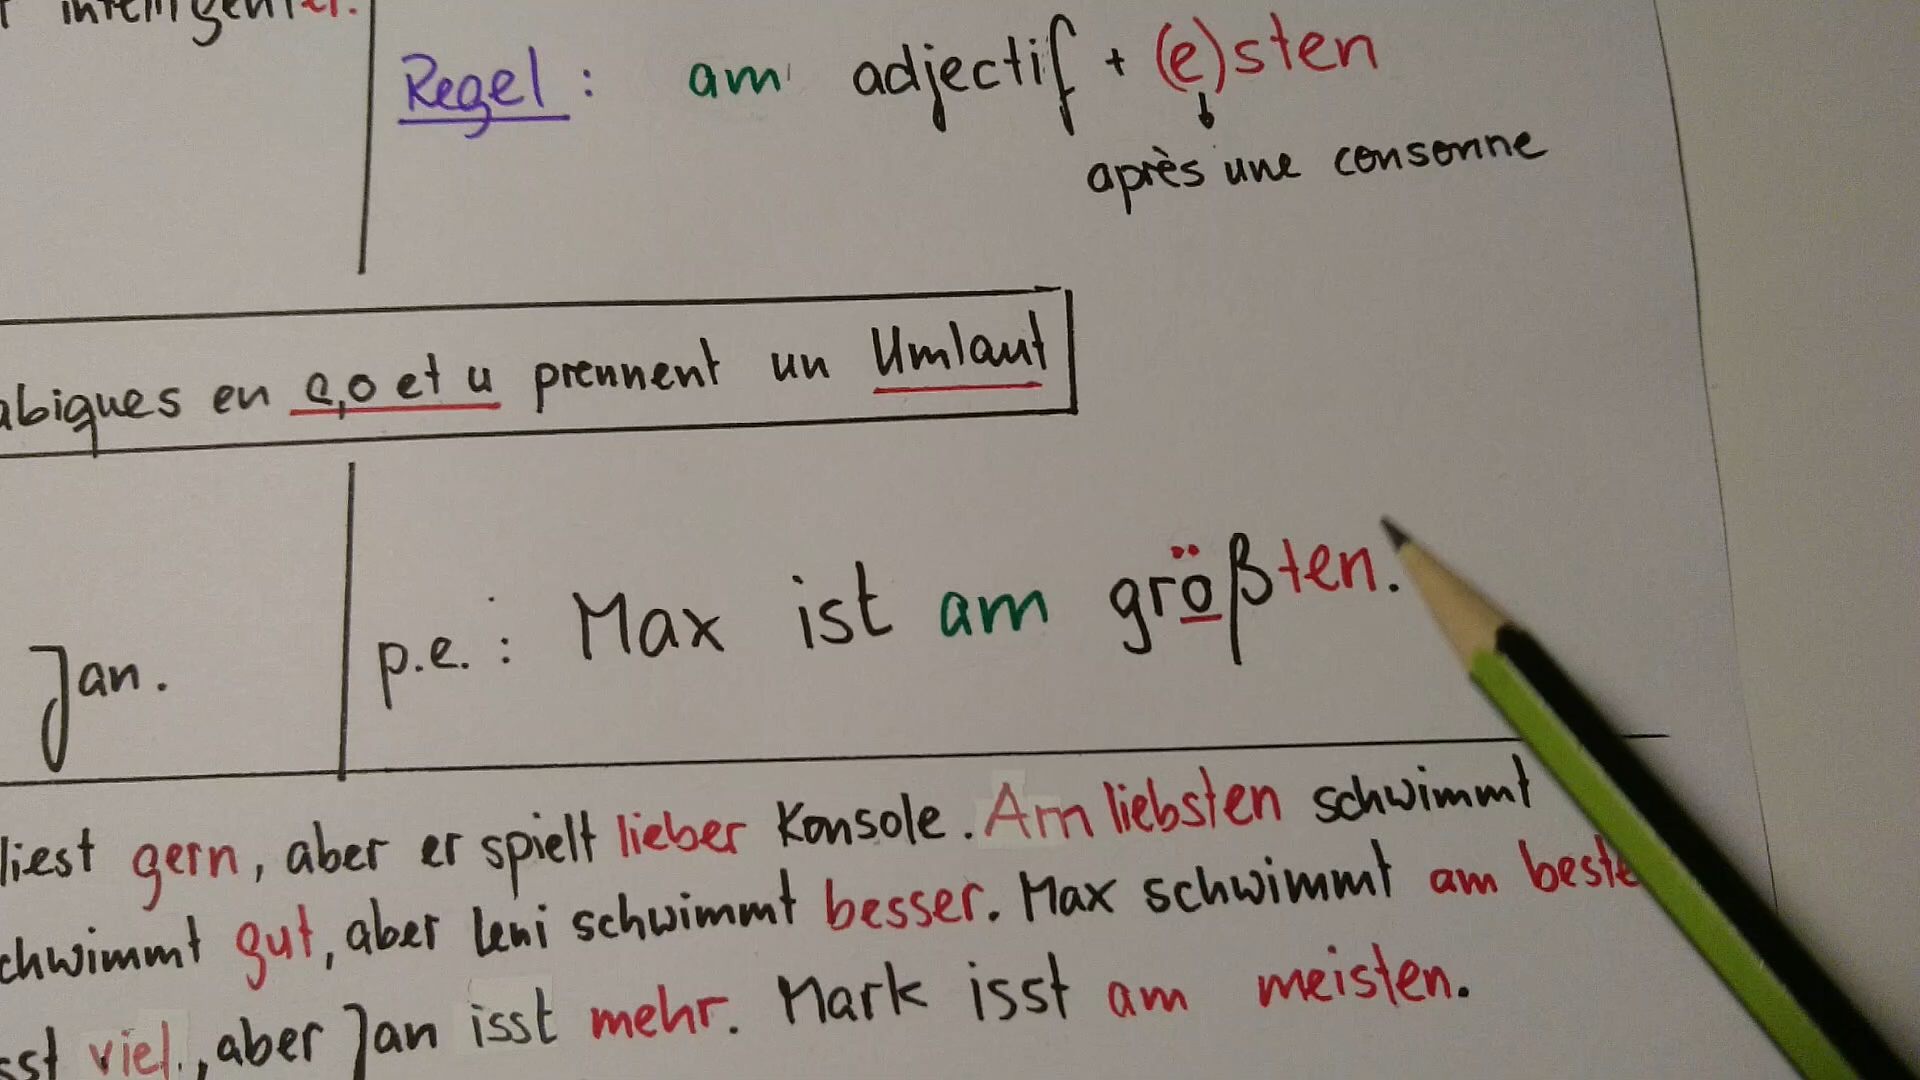 intelligenter.
Regel : am adjectif + (e)sten
après une consonne
abiques en a, o et u prennent un Umlaut
Jan.
p.e. : Max ist am größten.
liest gern, aber er spielt lieber Konsole. Am liebsten schwimmt
chwimmt gut, aber Leni schwimmt besser. Max schwimmt am beste
sst viel, aber Jan isst mehr. Mark isst am meisten.